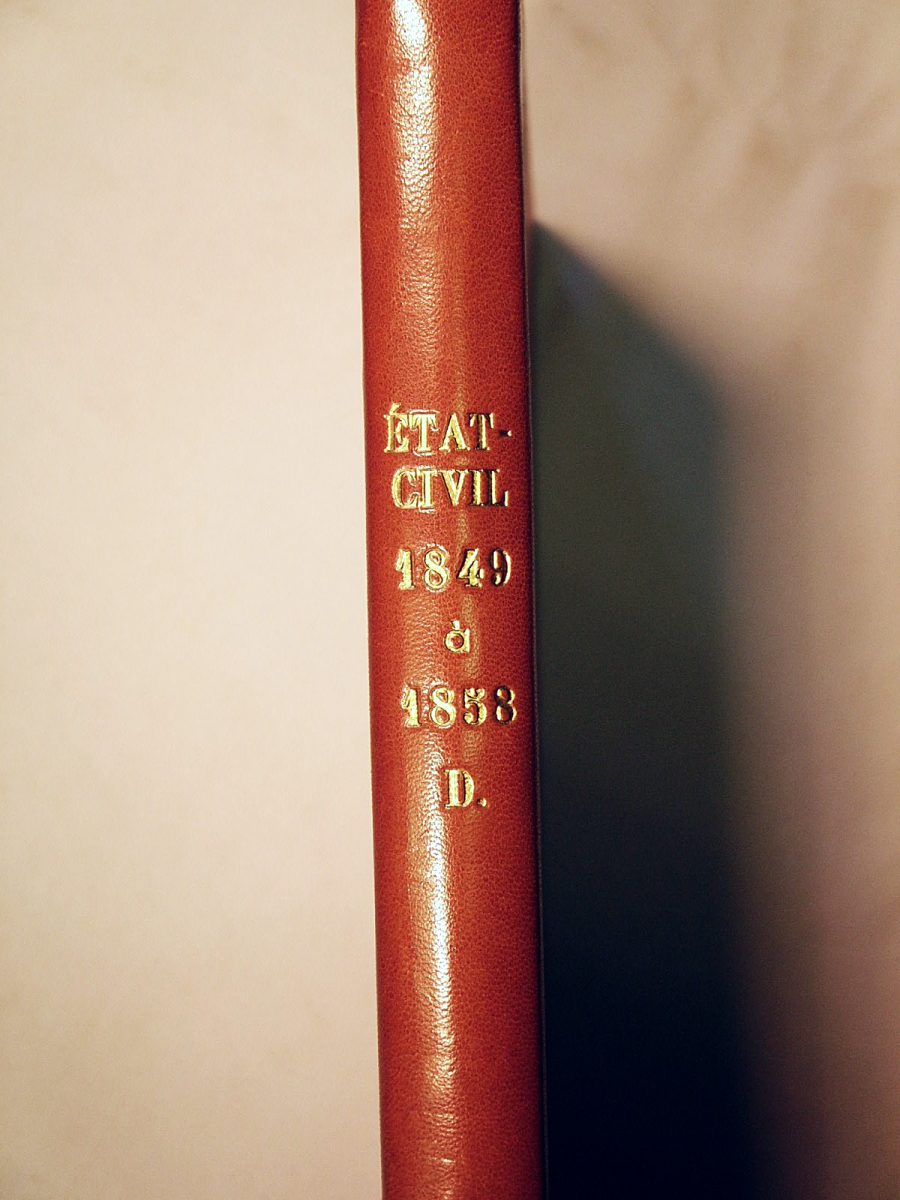 ÉTAT-
CIVIL
1849
à
1858
D.